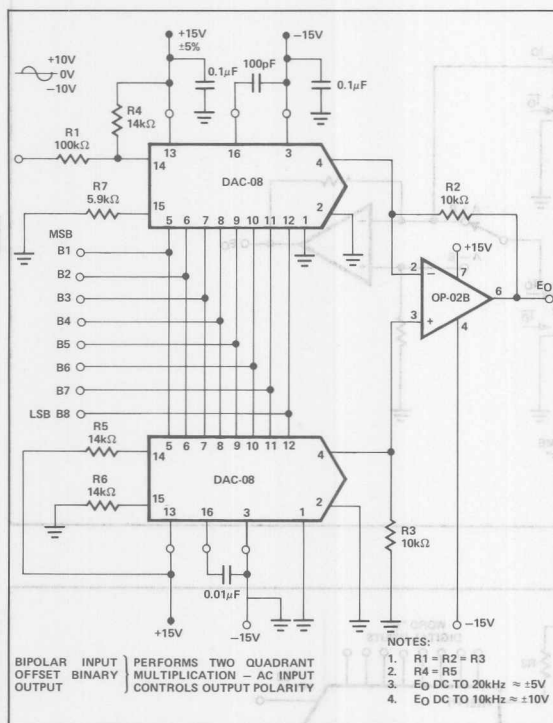 +15V
±5%
−15V
+10V
0V
−10V
0.1μF
100pF
0.1μF
R4
14kΩ
R1
100kΩ
13
16
3
14
4
DAC-08
R7
5.9kΩ
15
2
5 6 7 8 9 10 11 12 1
R2
10kΩ
MSB
B1
B2
B3
B4
B5
B6
B7
LSB B8
+15V
2
−
7
OP-02B
6
EO
3
+
4
5 6 7 8 9 10 11 12
R5
14kΩ
14
4
DAC-08
R6
14kΩ
15
2
13
16
3
1
R3
10kΩ
0.01μF
+15V
−15V
−15V
BIPOLAR INPUT } PERFORMS TWO QUADRANT
OFFSET BINARY } MULTIPLICATION – AC INPUT
OUTPUT } CONTROLS OUTPUT POLARITY
NOTES:
1. R1 = R2 = R3
2. R4 = R5
3. EO DC TO 20kHz ≈ ±5V
4. EO DC TO 10kHz ≈ ±10V